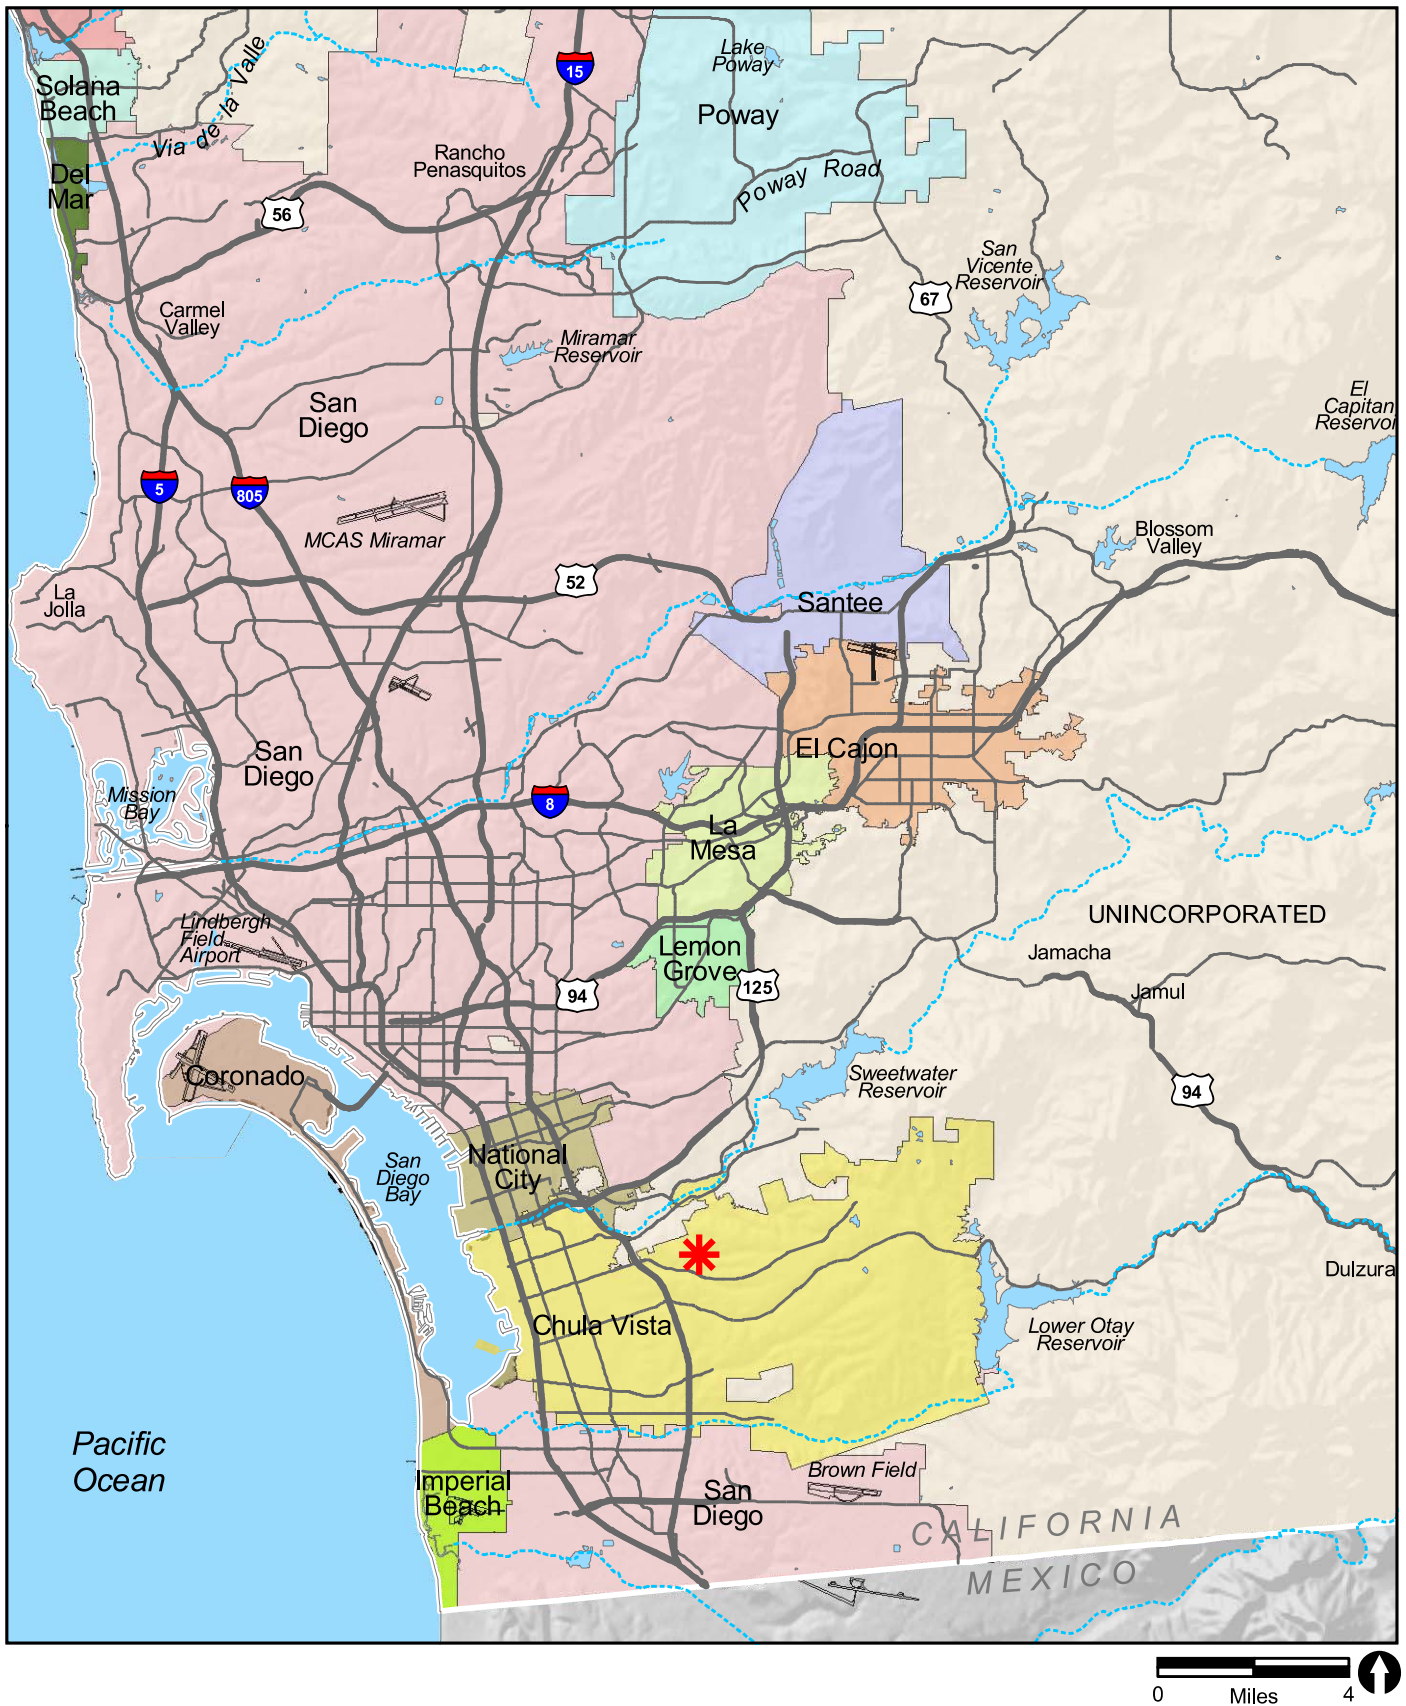 Solana
Beach
Via de la Valle
Del
Mar
56
15
Rancho
Penasquitos
Lake
Poway
Poway
Poway Road
San
Vicente
Reservoir
67
Carmel
Valley
Miramar
Reservoir
San
Diego
El
Capitan
Reservoi
5
805
MCAS Miramar
Blossom
Valley
52
La
Jolla
Santee
San
Diego
El Cajon
Mission
Bay
8
La
Mesa
UNINCORPORATED
Lindbergh
Field
Airport
Lemon
Grove
Jamacha
94
125
Jamul
Coronado
Sweetwater
Reservoir
94
National
City
San
Diego
Bay
Dulzura
Chula Vista
Lower Otay
Reservoir
Pacific
Ocean
Imperial
Beach
San
Diego
Brown Field
CALIFORNIA
MEXICO
0 Miles 4